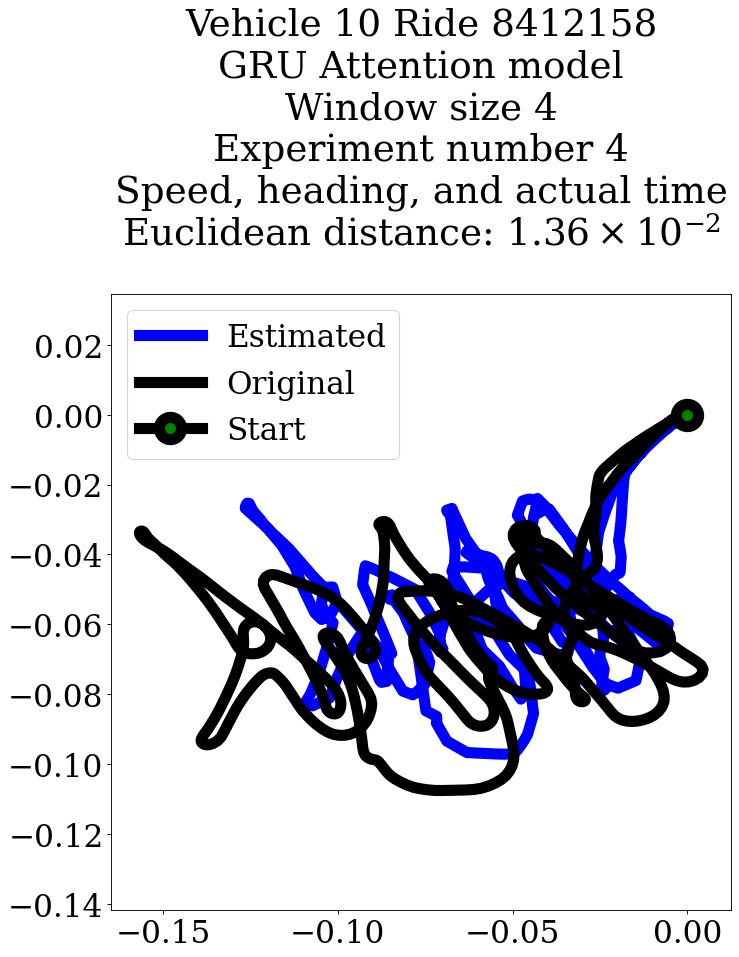 Vehicle 10 Ride 8412158
GRU Attention model
Window size 4
Experiment number 4
Speed, heading, and actual time
Euclidean distance: 1.36 × 10⁻²
Estimated
Original
Start
0.02
0.00
−0.02
−0.04
−0.06
−0.08
−0.10
−0.12
−0.14
−0.15
−0.10
−0.05
0.00